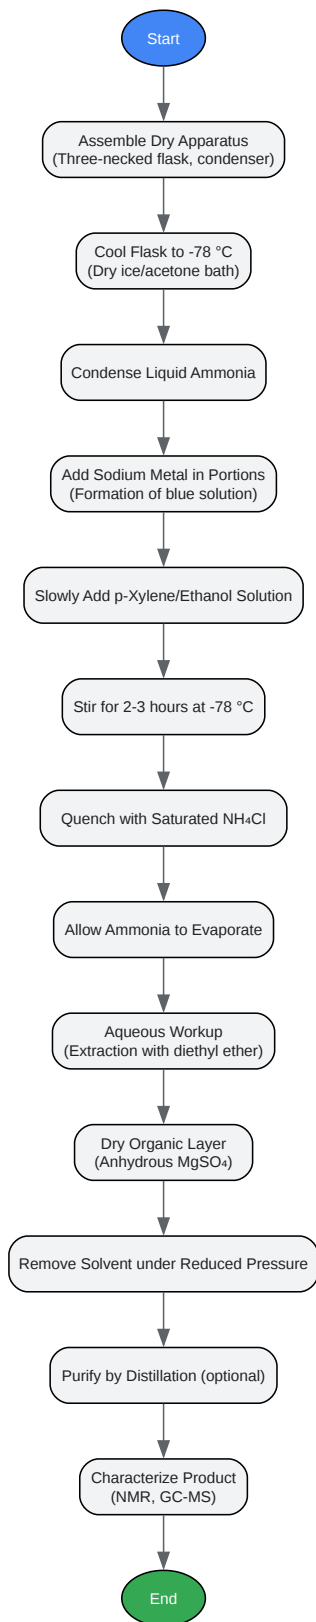 Start
Assemble Dry Apparatus
(Three-necked flask, condenser)
Cool Flask to -78 °C
(Dry ice/acetone bath)
Condense Liquid Ammonia
Add Sodium Metal in Portions
(Formation of blue solution)
Slowly Add p-Xylene/Ethanol Solution
Stir for 2-3 hours at -78 °C
Quench with Saturated NH₄Cl
Allow Ammonia to Evaporate
Aqueous Workup
(Extraction with diethyl ether)
Dry Organic Layer
(Anhydrous MgSO₄)
Remove Solvent under Reduced Pressure
Purify by Distillation (optional)
Characterize Product
(NMR, GC-MS)
End